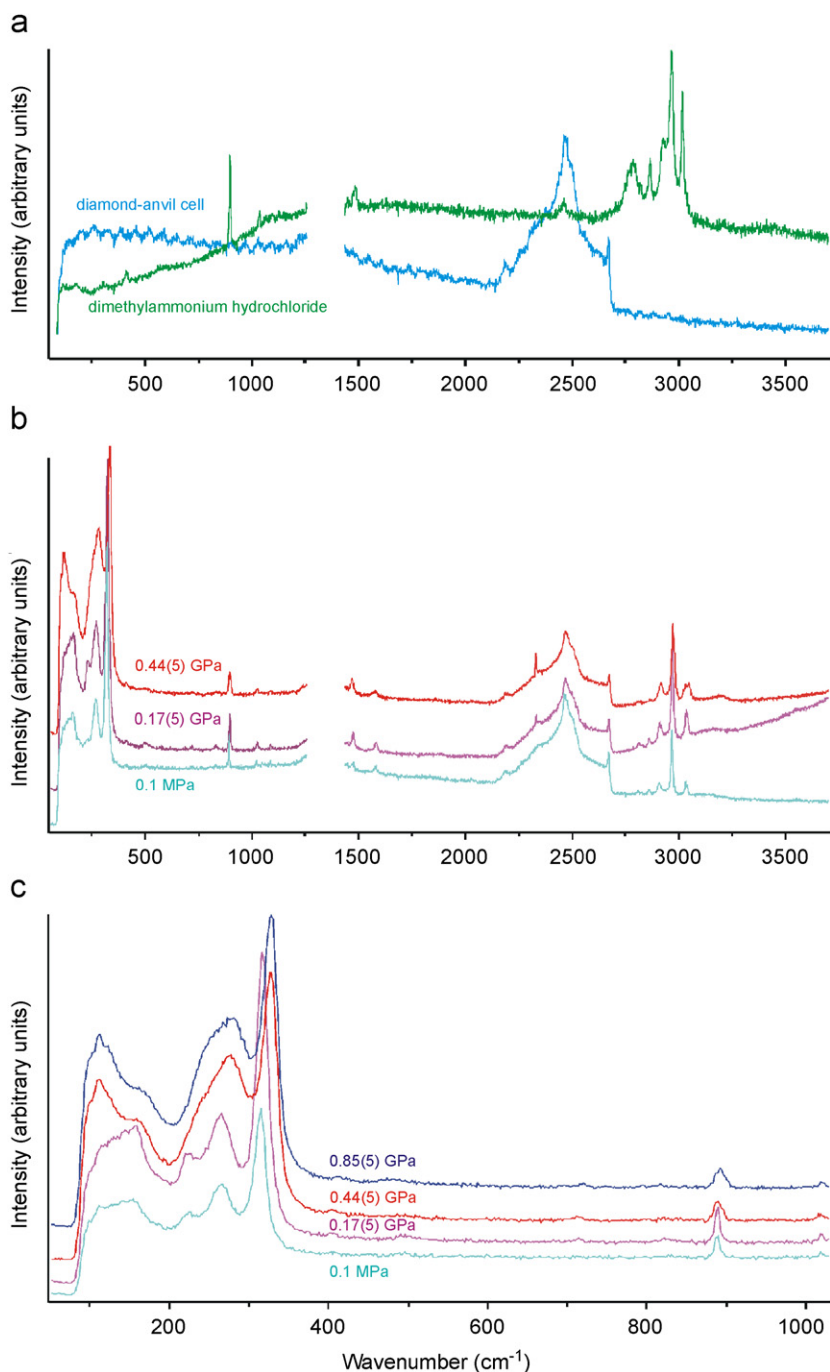 a
Intensity (arbitrary units)
diamond-anvil cell
dimethylammonium hydrochloride
500 1000 1500 2000 2500 3000 3500
b
Intensity (arbitrary units)
0.44(5) GPa
0.17(5) GPa
0.1 MPa
500 1000 1500 2000 2500 3000 3500
c
Intensity (arbitrary units)
0.85(5) GPa
0.44(5) GPa
0.17(5) GPa
0.1 MPa
200 400 600 800 1000
Wavenumber (cm⁻¹)